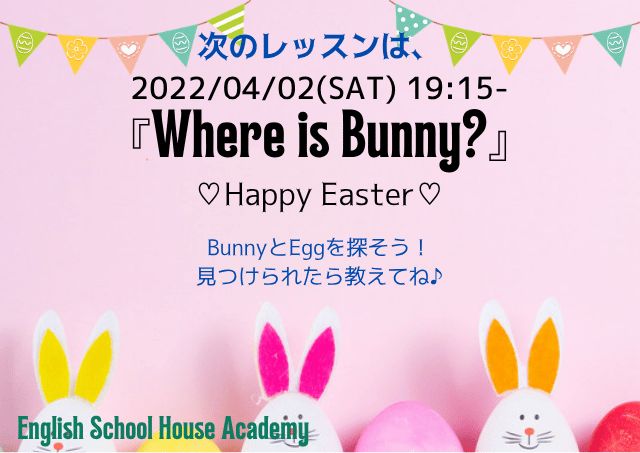 次のレッスンは、
2022/04/02(SAT) 19:15-
『Where is Bunny?』
♡Happy Easter♡
BunnyとEggを探そう！
見つけられたら教えてね♪
English School House Academy